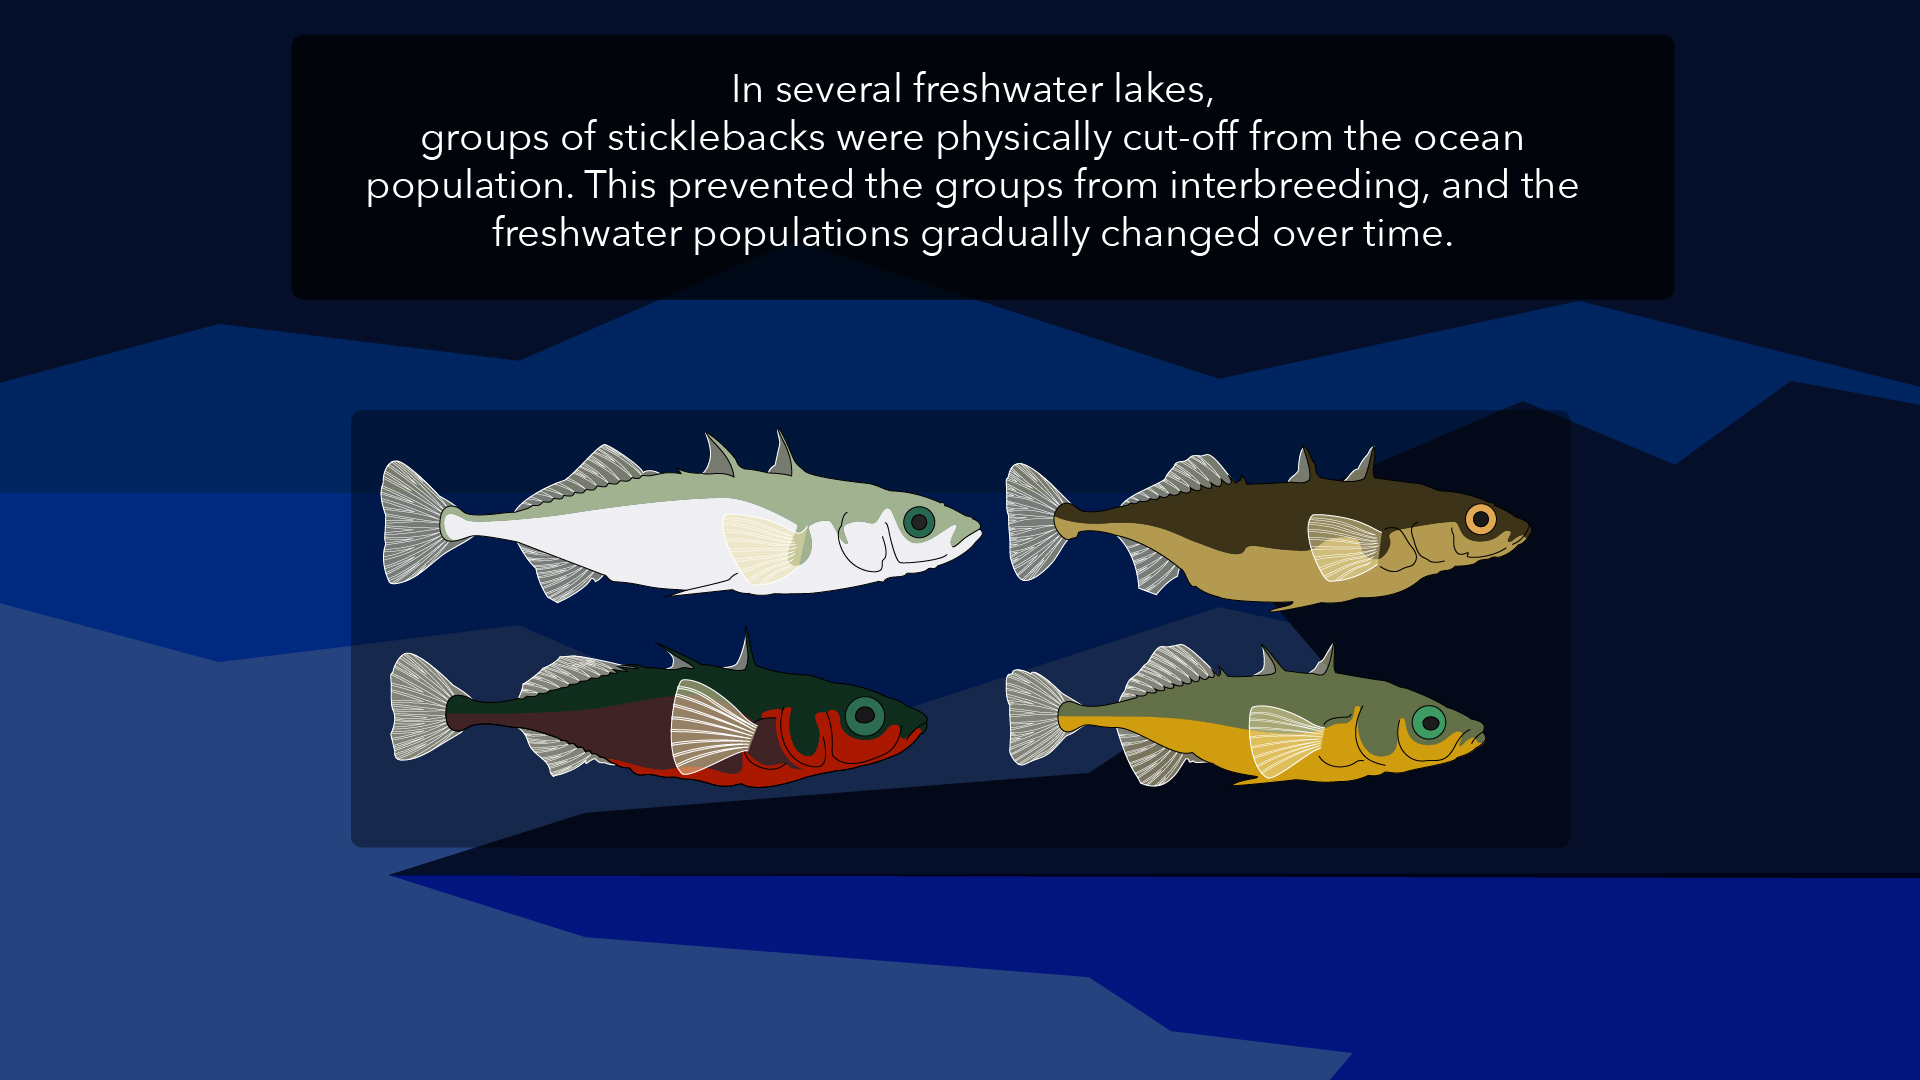 In several freshwater lakes,
groups of sticklebacks were physically cut-off from the ocean
population. This prevented the groups from interbreeding, and the
freshwater populations gradually changed over time.